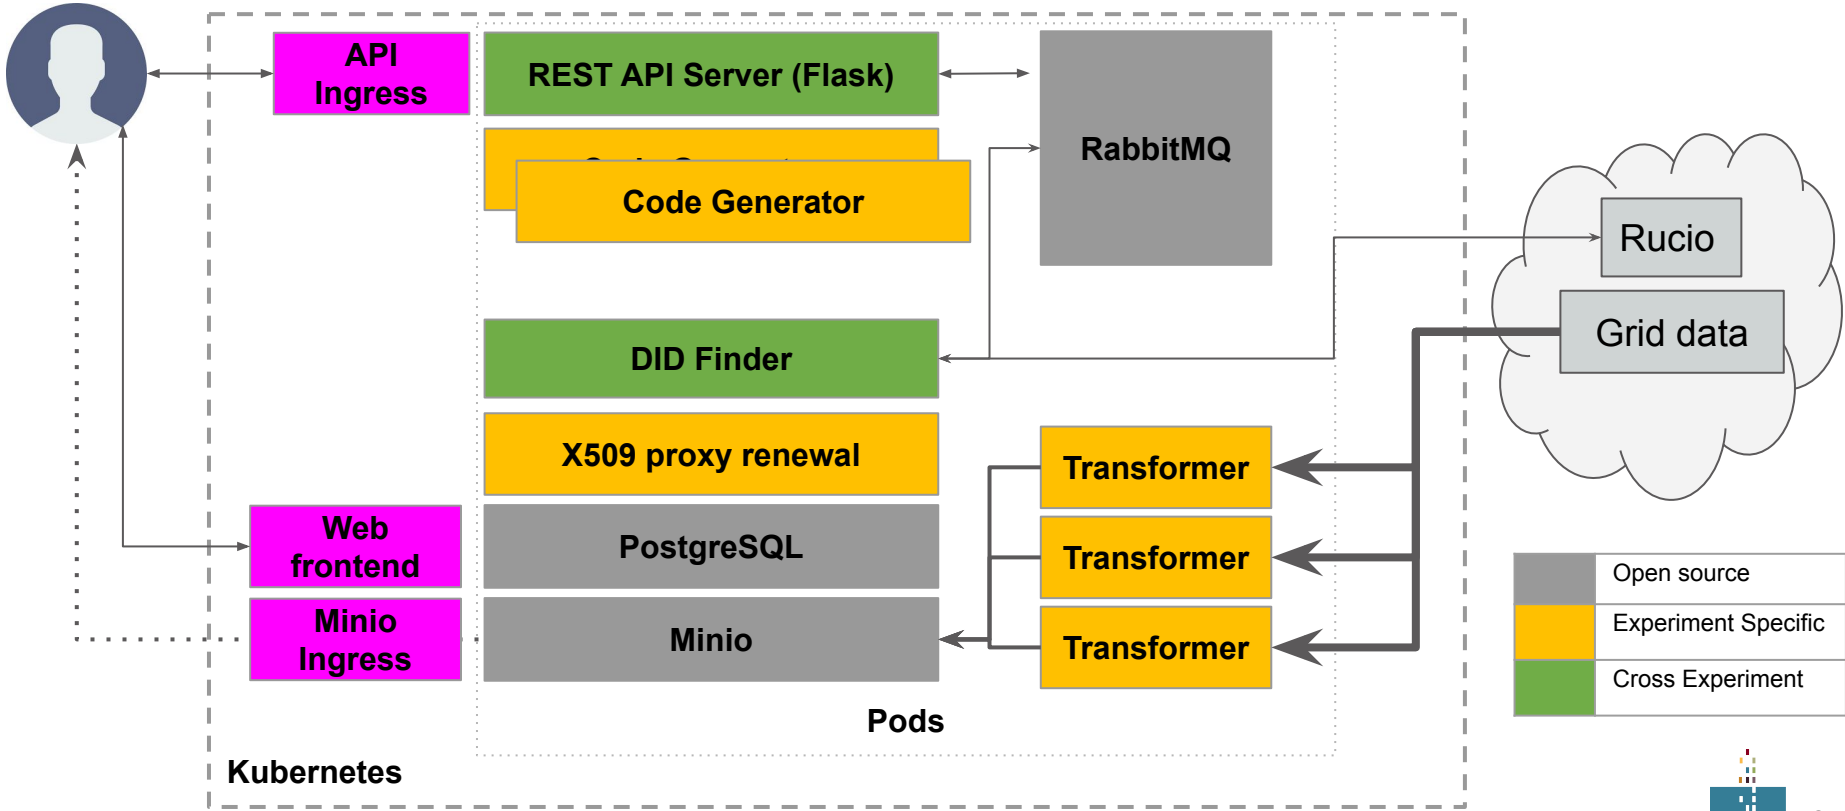 API
Ingress
REST API Server (Flask)
RabbitMQ
Code Generator
Rucio
Grid data
DID Finder
X509 proxy renewal
Transformer
Web
frontend
PostgreSQL
Transformer
Minio
Ingress
Minio
Transformer
Pods
Kubernetes
Open source
Experiment Specific
Cross Experiment